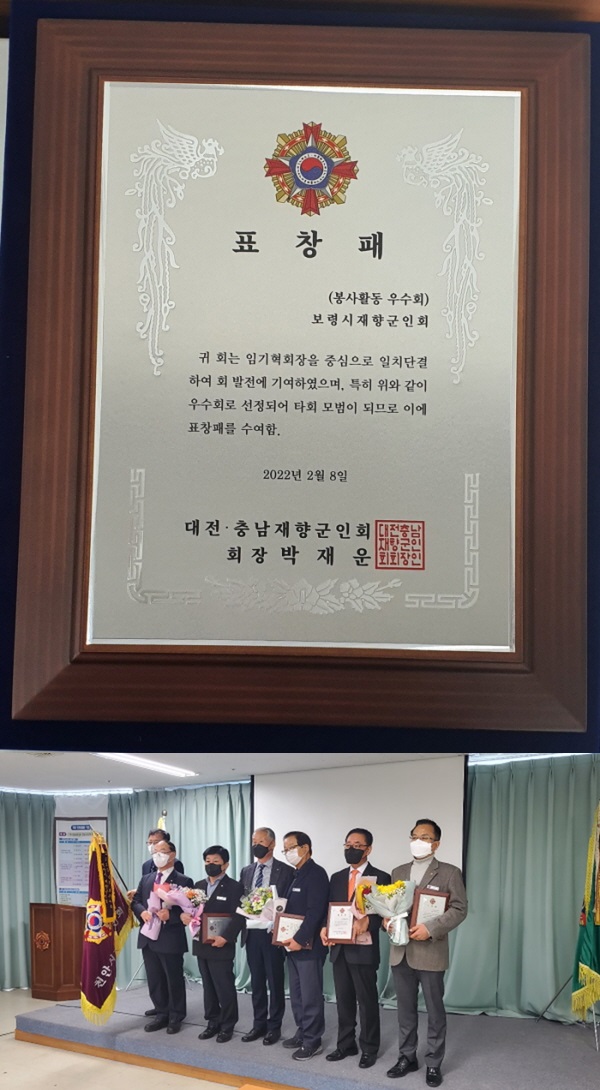 표 창 패
(봉사활동 우수회)
보령시재향군인회
귀 회는 임기혁회장을 중심으로 일치단결
하여 회 발전에 기여하였으며, 특히 위와 같이
우수회로 선정되어 타회 모범이 되므로 이에
표창패를 수여함.
2022년 2월 8일
대전·충남재향군인회
회장 박 재 운
대전충남
재향군인
회회장인
천안시